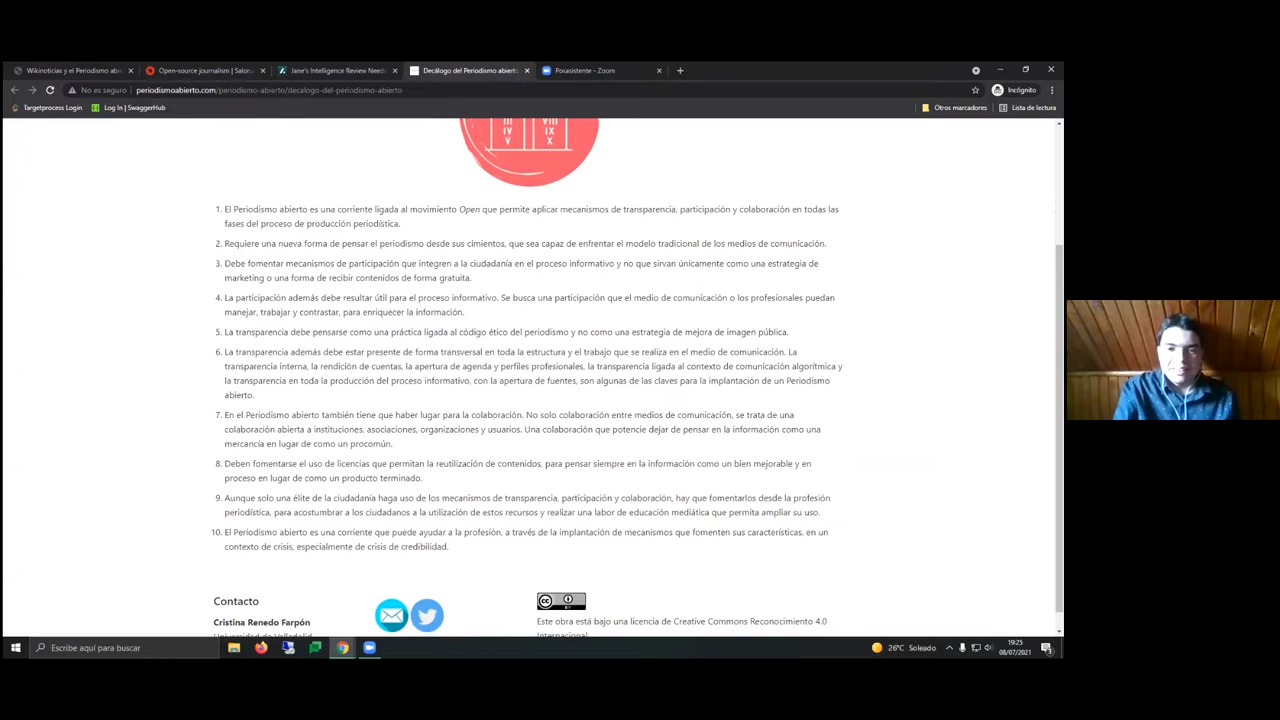 Wikinoticias y el Periodismo abie
Open-source journalism | Salon.
Jane's Intelligence Review Need
Decálogo del Periodismo abierto
Posasistente - Zoom
No es seguro
periodismoabierto.com/periodismo-abierto/decalogo-del-periodismo-abierto
Incógnito
Targetprocess Login
Log In | SwaggerHub
Otros marcadores
Lista de lectura
III VIII
IV IX
V X
1. El Periodismo abierto es una corriente ligada al movimiento Open que permite aplicar mecanismos de transparencia, participación y colaboración en todas las
fases del proceso de producción periodística.
2. Requiere una nueva forma de pensar el periodismo desde sus cimientos, que sea capaz de enfrentar el modelo tradicional de los medios de comunicación.
3. Debe fomentar mecanismos de participación que integren a la ciudadanía en el proceso informativo y no que sirvan únicamente como una estrategia de
marketing o una forma de recibir contenidos de forma gratuita.
4. La participación además debe resultar útil para el proceso informativo. Se busca una participación que el medio de comunicación o los profesionales puedan
manejar, trabajar y contrastar, para enriquecer la información.
5. La transparencia debe pensarse como una práctica ligada al código ético del periodismo y no como una estrategia de mejora de imagen pública.
6. La transparencia además debe estar presente de forma transversal en toda la estructura y el trabajo que se realiza en el medio de comunicación. La
transparencia interna, la rendición de cuentas, la apertura de agenda y perfiles profesionales, la transparencia ligada al contexto de comunicación algorítmica y
la transparencia en toda la producción del proceso informativo, con la apertura de fuentes, son algunas de las claves para la implantación de un Periodismo
abierto.
7. En el Periodismo abierto también tiene que haber lugar para la colaboración. No solo colaboración entre medios de comunicación, se trata de una
colaboración abierta a instituciones, asociaciones, organizaciones y usuarios. Una colaboración que potencie dejar de pensar en la información como una
mercancía en lugar de como un procomún.
8. Deben fomentarse el uso de licencias que permitan la reutilización de contenidos, para pensar siempre en la información como un bien mejorable y en
proceso en lugar de como un producto terminado.
9. Aunque solo una élite de la ciudadanía haga uso de los mecanismos de transparencia, participación y colaboración, hay que fomentarlos desde la profesión
periodística, para acostumbrar a los ciudadanos a la utilización de estos recursos y realizar una labor de educación mediática que permita ampliar su uso.
10. El Periodismo abierto es una corriente que puede ayudar a la profesión, a través de la implantación de mecanismos que fomenten sus características, en un
contexto de crisis, especialmente de crisis de credibilidad.
Contacto
Cristina Renedo Farpón
Universidad de Valladolid
cc BY
Este obra está bajo una licencia de Creative Commons Reconocimiento 4.0
Internacional
Escribe aquí para buscar
26°C Soleado
19:25
08/07/2021